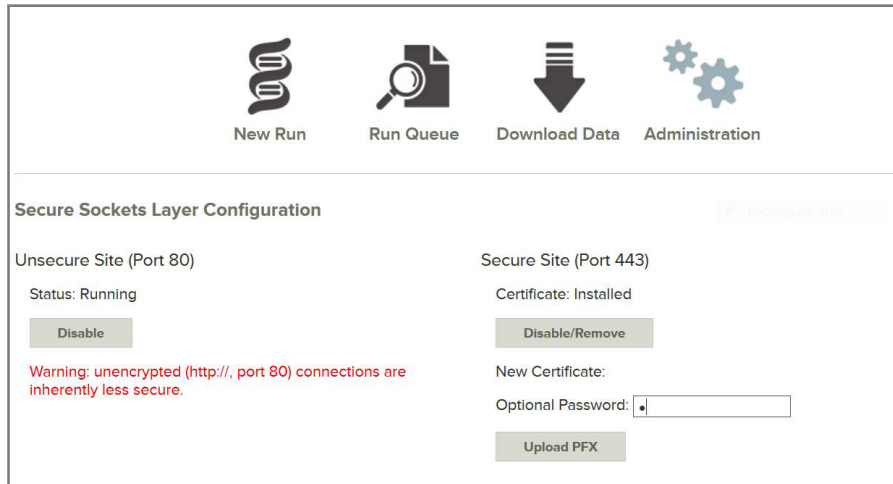 New Run
Run Queue
Download Data
Administration
Secure Sockets Layer Configuration
Unsecure Site (Port 80)
Status: Running
Disable
Warning: unencrypted (http://, port 80) connections are
inherently less secure.
Secure Site (Port 443)
Certificate: Installed
Disable/Remove
New Certificate:
Optional Password: •
Upload PFX